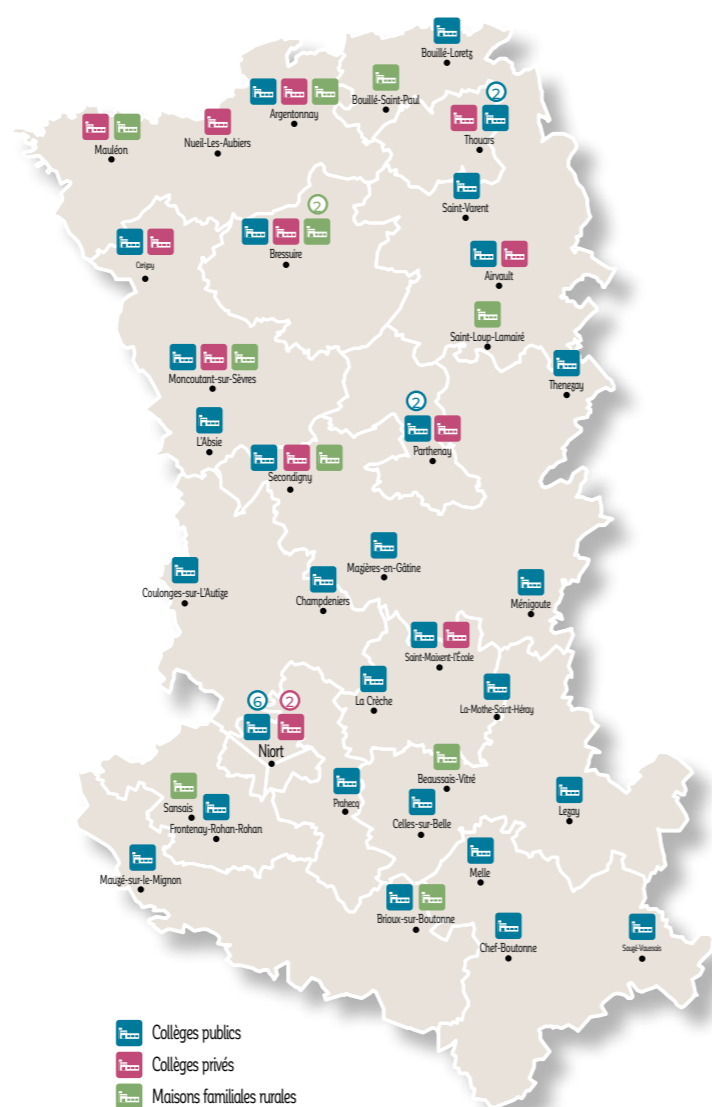 Bouillé-Loretz
2
Argentonnay
Bouillé-Saint-Paul
Thouars
Mauléon
Nueil-Les-Aubiers
Saint-Varent
2
Bressuire
Cerizay
Airvault
Saint-Loup-Lamairé
Moncoutant-sur-Sèvres
Thenezay
2
L'Absie
Parthenay
Secondigny
Mazières-en-Gâtine
Coulonges-sur-L'Autize
Champdeniers
Ménigoute
Saint-Maixent-l'École
La Crèche
La-Mothe-Saint-Héray
6
2
Niort
Beaussais-Vitré
Prahecq
Sansais
Lezay
Celles-sur-Belle
Frontenay-Rohan-Rohan
Melle
Mauzé-sur-le-Mignon
Brioux-sur-Boutonne
Chef-Boutonne
Sauzé-Vaussais
Collèges publics
Collèges privés
Maisons familiales rurales